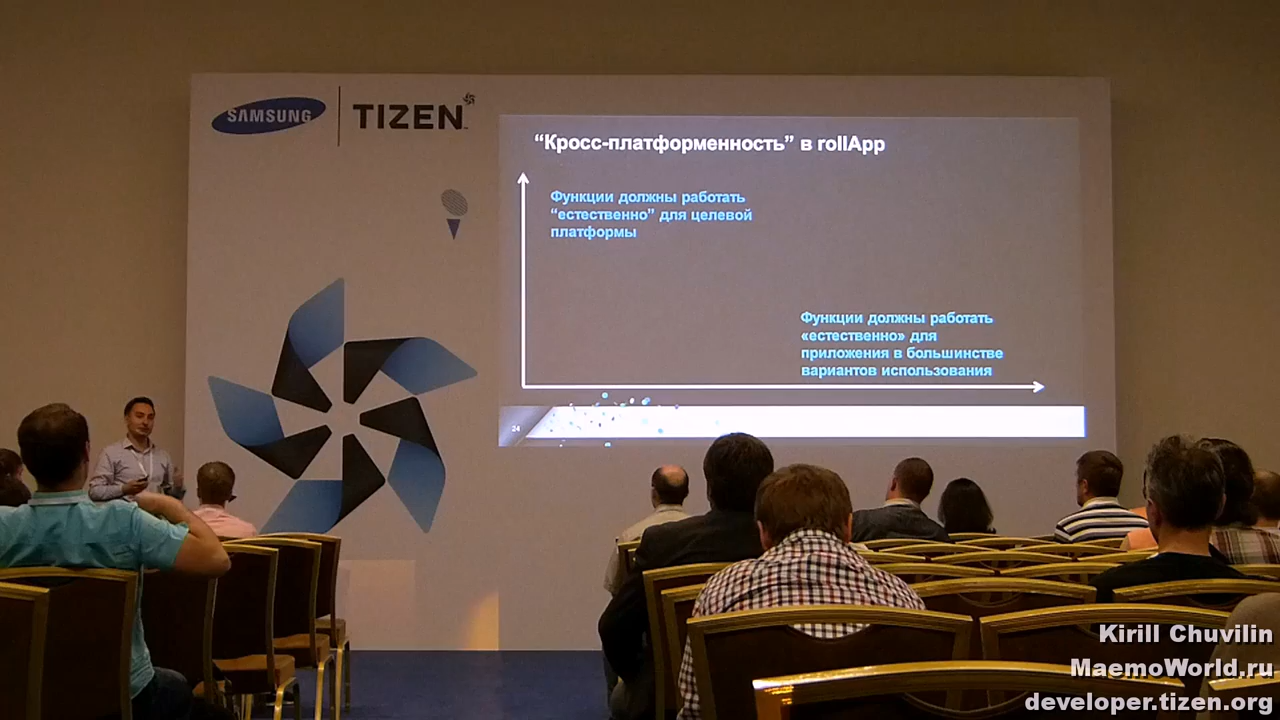 SAMSUNG
TIZEN
“Кросс-платформенность” в rollApp
Функции должны работать
“естественно” для целевой
платформы
Функции должны работать
«естественно» для
приложения в большинстве
вариантов использования
24
Kirill Chuvilin
MaemoWorld.ru
developer.tizen.org